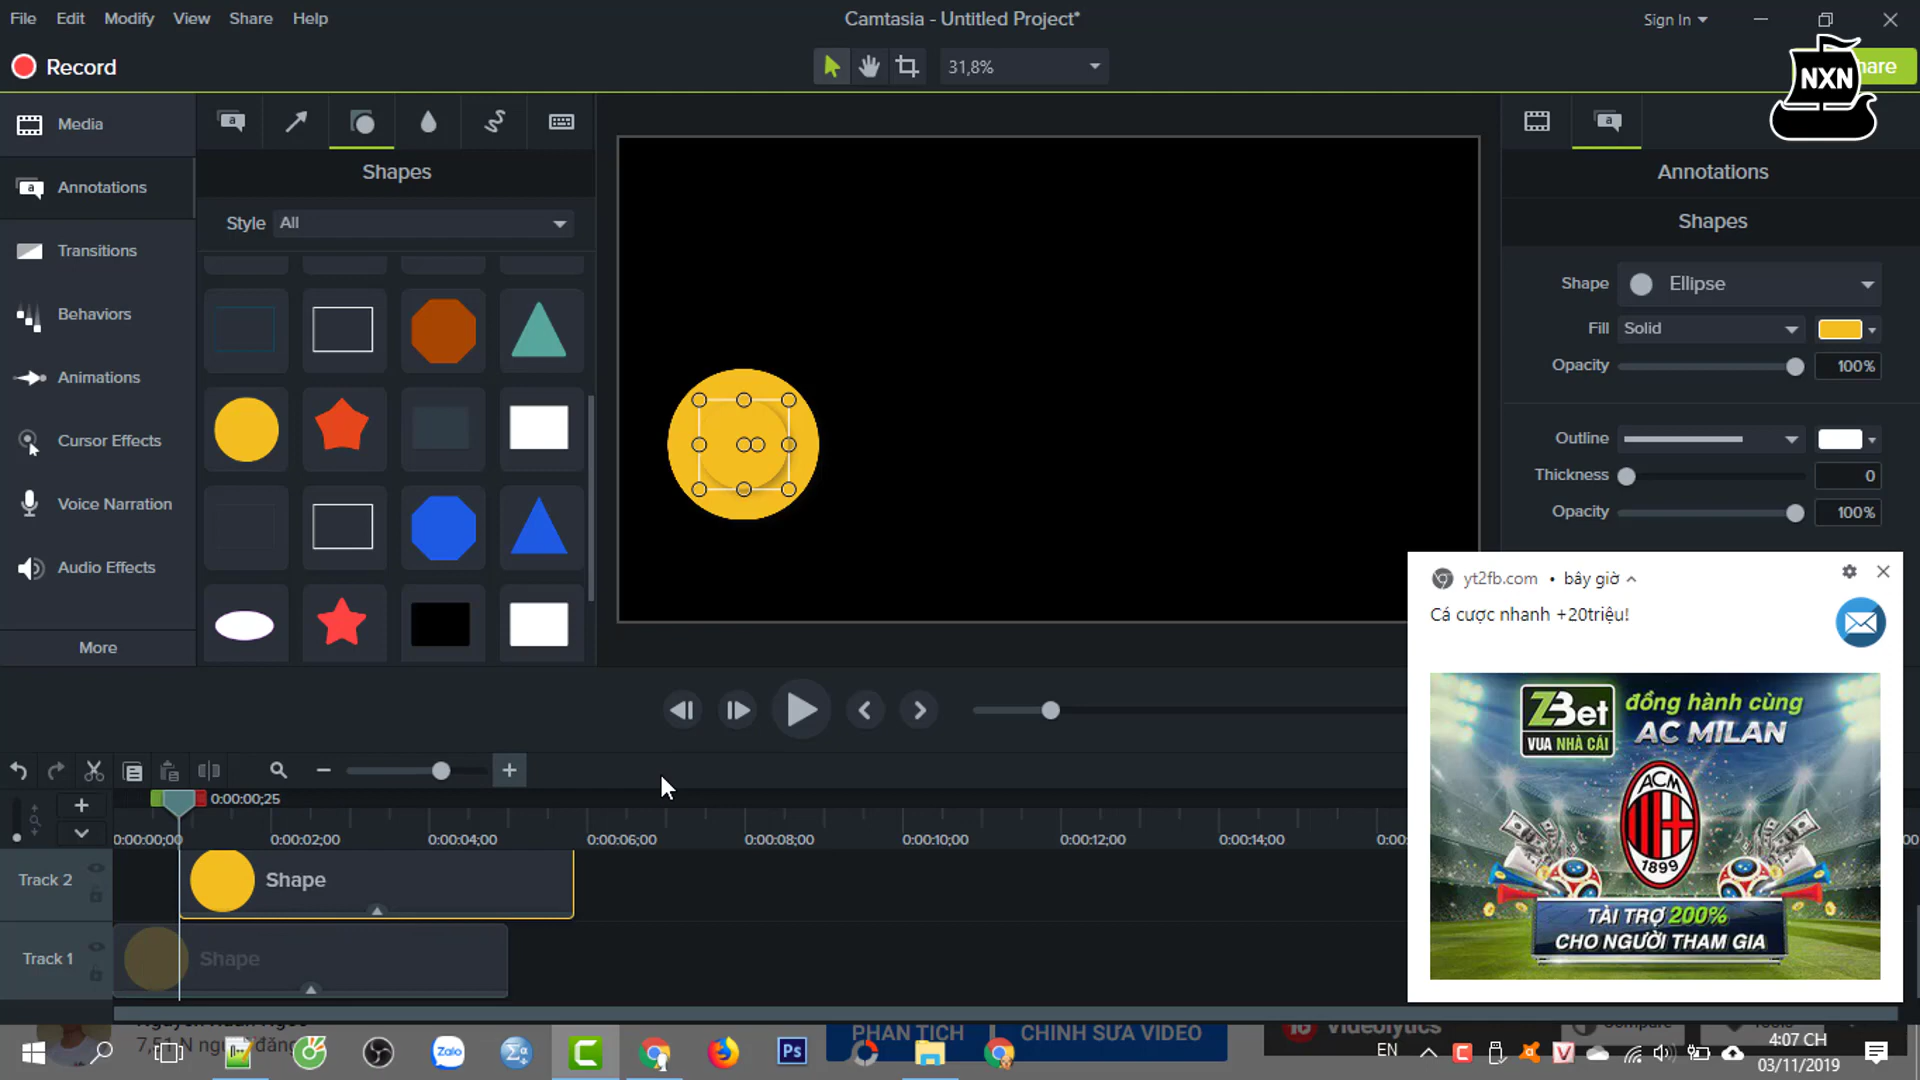 File Edit Modify View Share Help
Camtasia - Untitled Project*
Sign In
Record
31,8%
NXN
Media
Annotations
Transitions
Behaviors
Animations
Cursor Effects
Voice Narration
Audio Effects
More
a
Shapes
Style All
Annotations
Shapes
Shape Ellipse
Fill Solid
Opacity 100%
Outline
Thickness 0
Opacity 100%
yt2fb.com • bây giờ
Cá cược nhanh +20triệu!
ZBet
VUA NHÀ CÁI
đồng hành cùng
AC MILAN
ACM
1899
TÀI TRỢ 200%
CHO NGƯỜI THAM GIA
0:00:00;25
0:00:00;00 0:00:02;00 0:00:04;00 0:00:06;00 0:00:08;00 0:00:10;00 0:00:12;00 0:00:14;00
Track 2
Shape
Track 1
Shape
PHÂN TÍCH
CHỈNH SỬA VIDEO
Videolytics
Zalo
Ps
EN
4:07 CH
03/11/2019